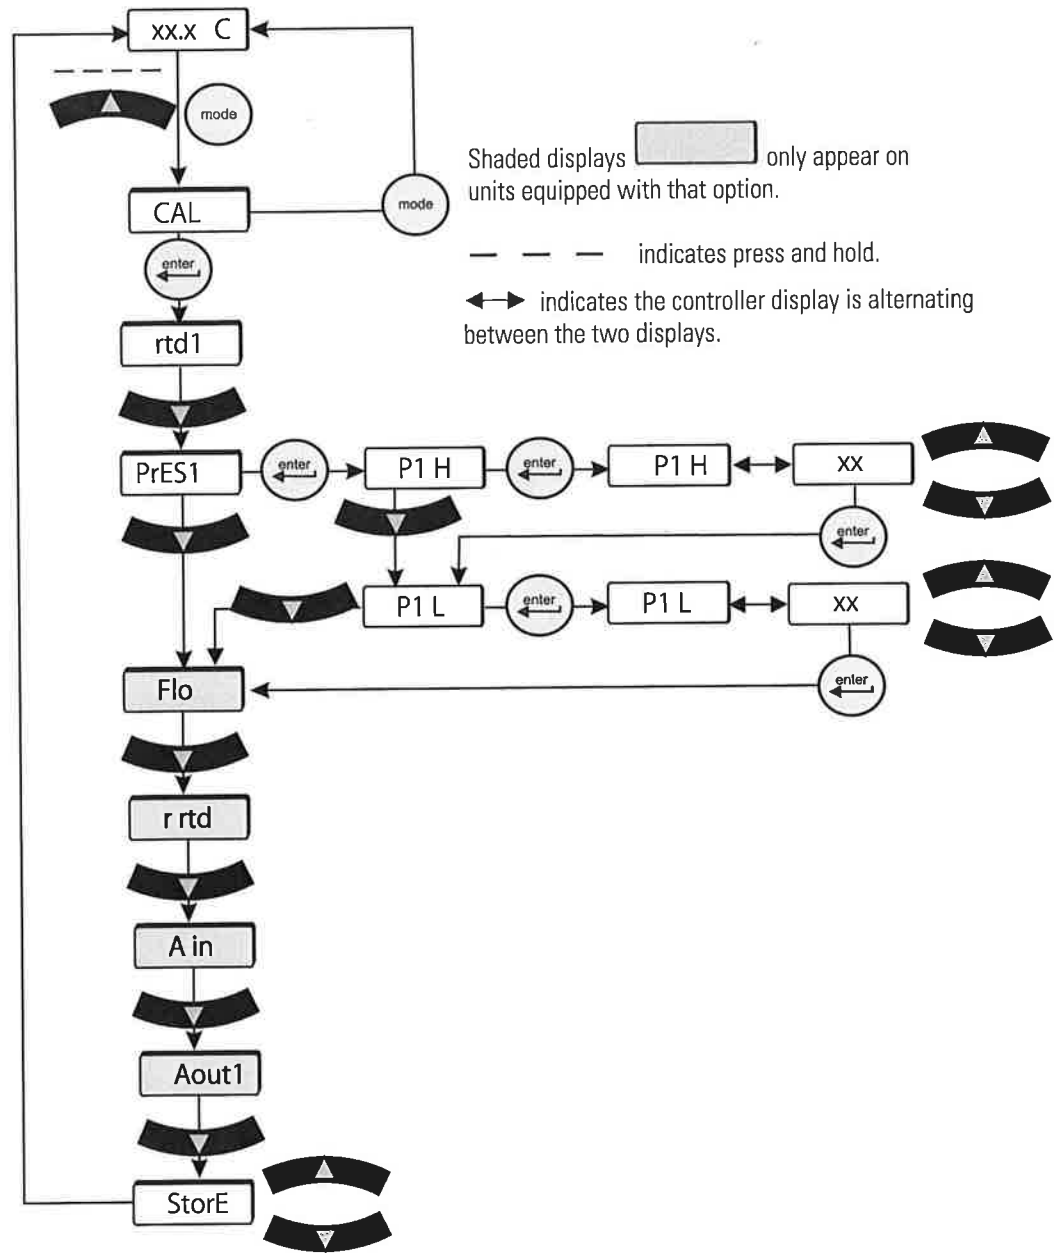 xx.x C
mode
Shaded displays only appear on
units equipped with that option.
mode
CAL
indicates press and hold.
enter
indicates the controller display is alternating
between the two displays.
rtd1
PrES1
enter
P1 H
enter
P1 H
xx
enter
P1 L
enter
P1 L
xx
enter
Flo
r rtd
A in
Aout1
StorE